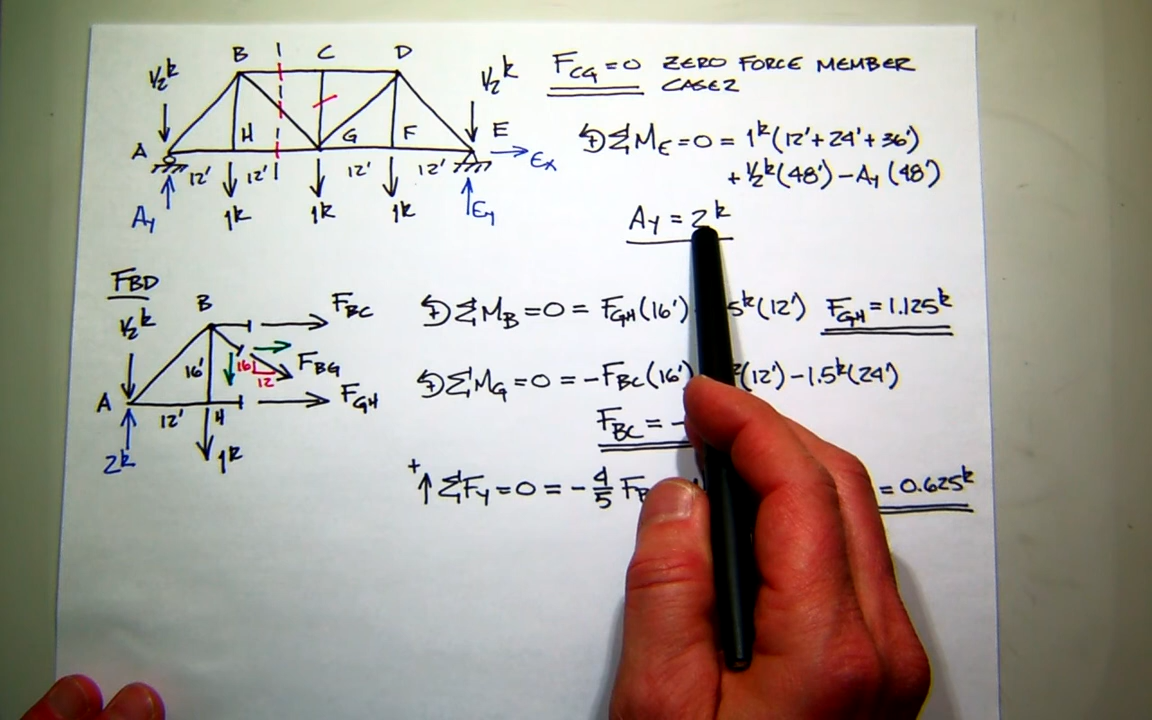 B C D
½k ½k
A H G F E Ex
12' 12' 12' 12'
Ay 1k 1k 1k Ey
FCG = 0 ZERO FORCE MEMBER
CASE 2
ΣME = 0 = 1k (12' + 24' + 36')
+ ½k (48') - Ay (48')
Ay = 2k
FBD
½k B FBC
16' 16 12 FBG
A 12' H FGH
2k 1k
ΣMB = 0 = FGH (16') 5k (12') FGH = 1.125k
ΣMG = 0 = -FBC (16') (12') - 1.5k (24')
FBC = -
+↑ ΣFy = 0 = - 4/5 FB = 0.625k